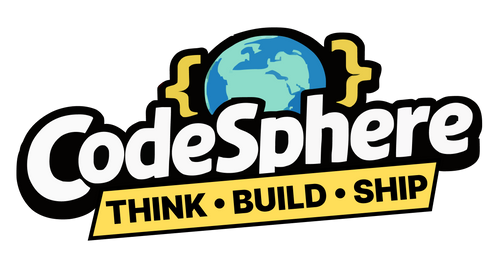 { }
CodeSphere
THINK • BUILD • SHIP